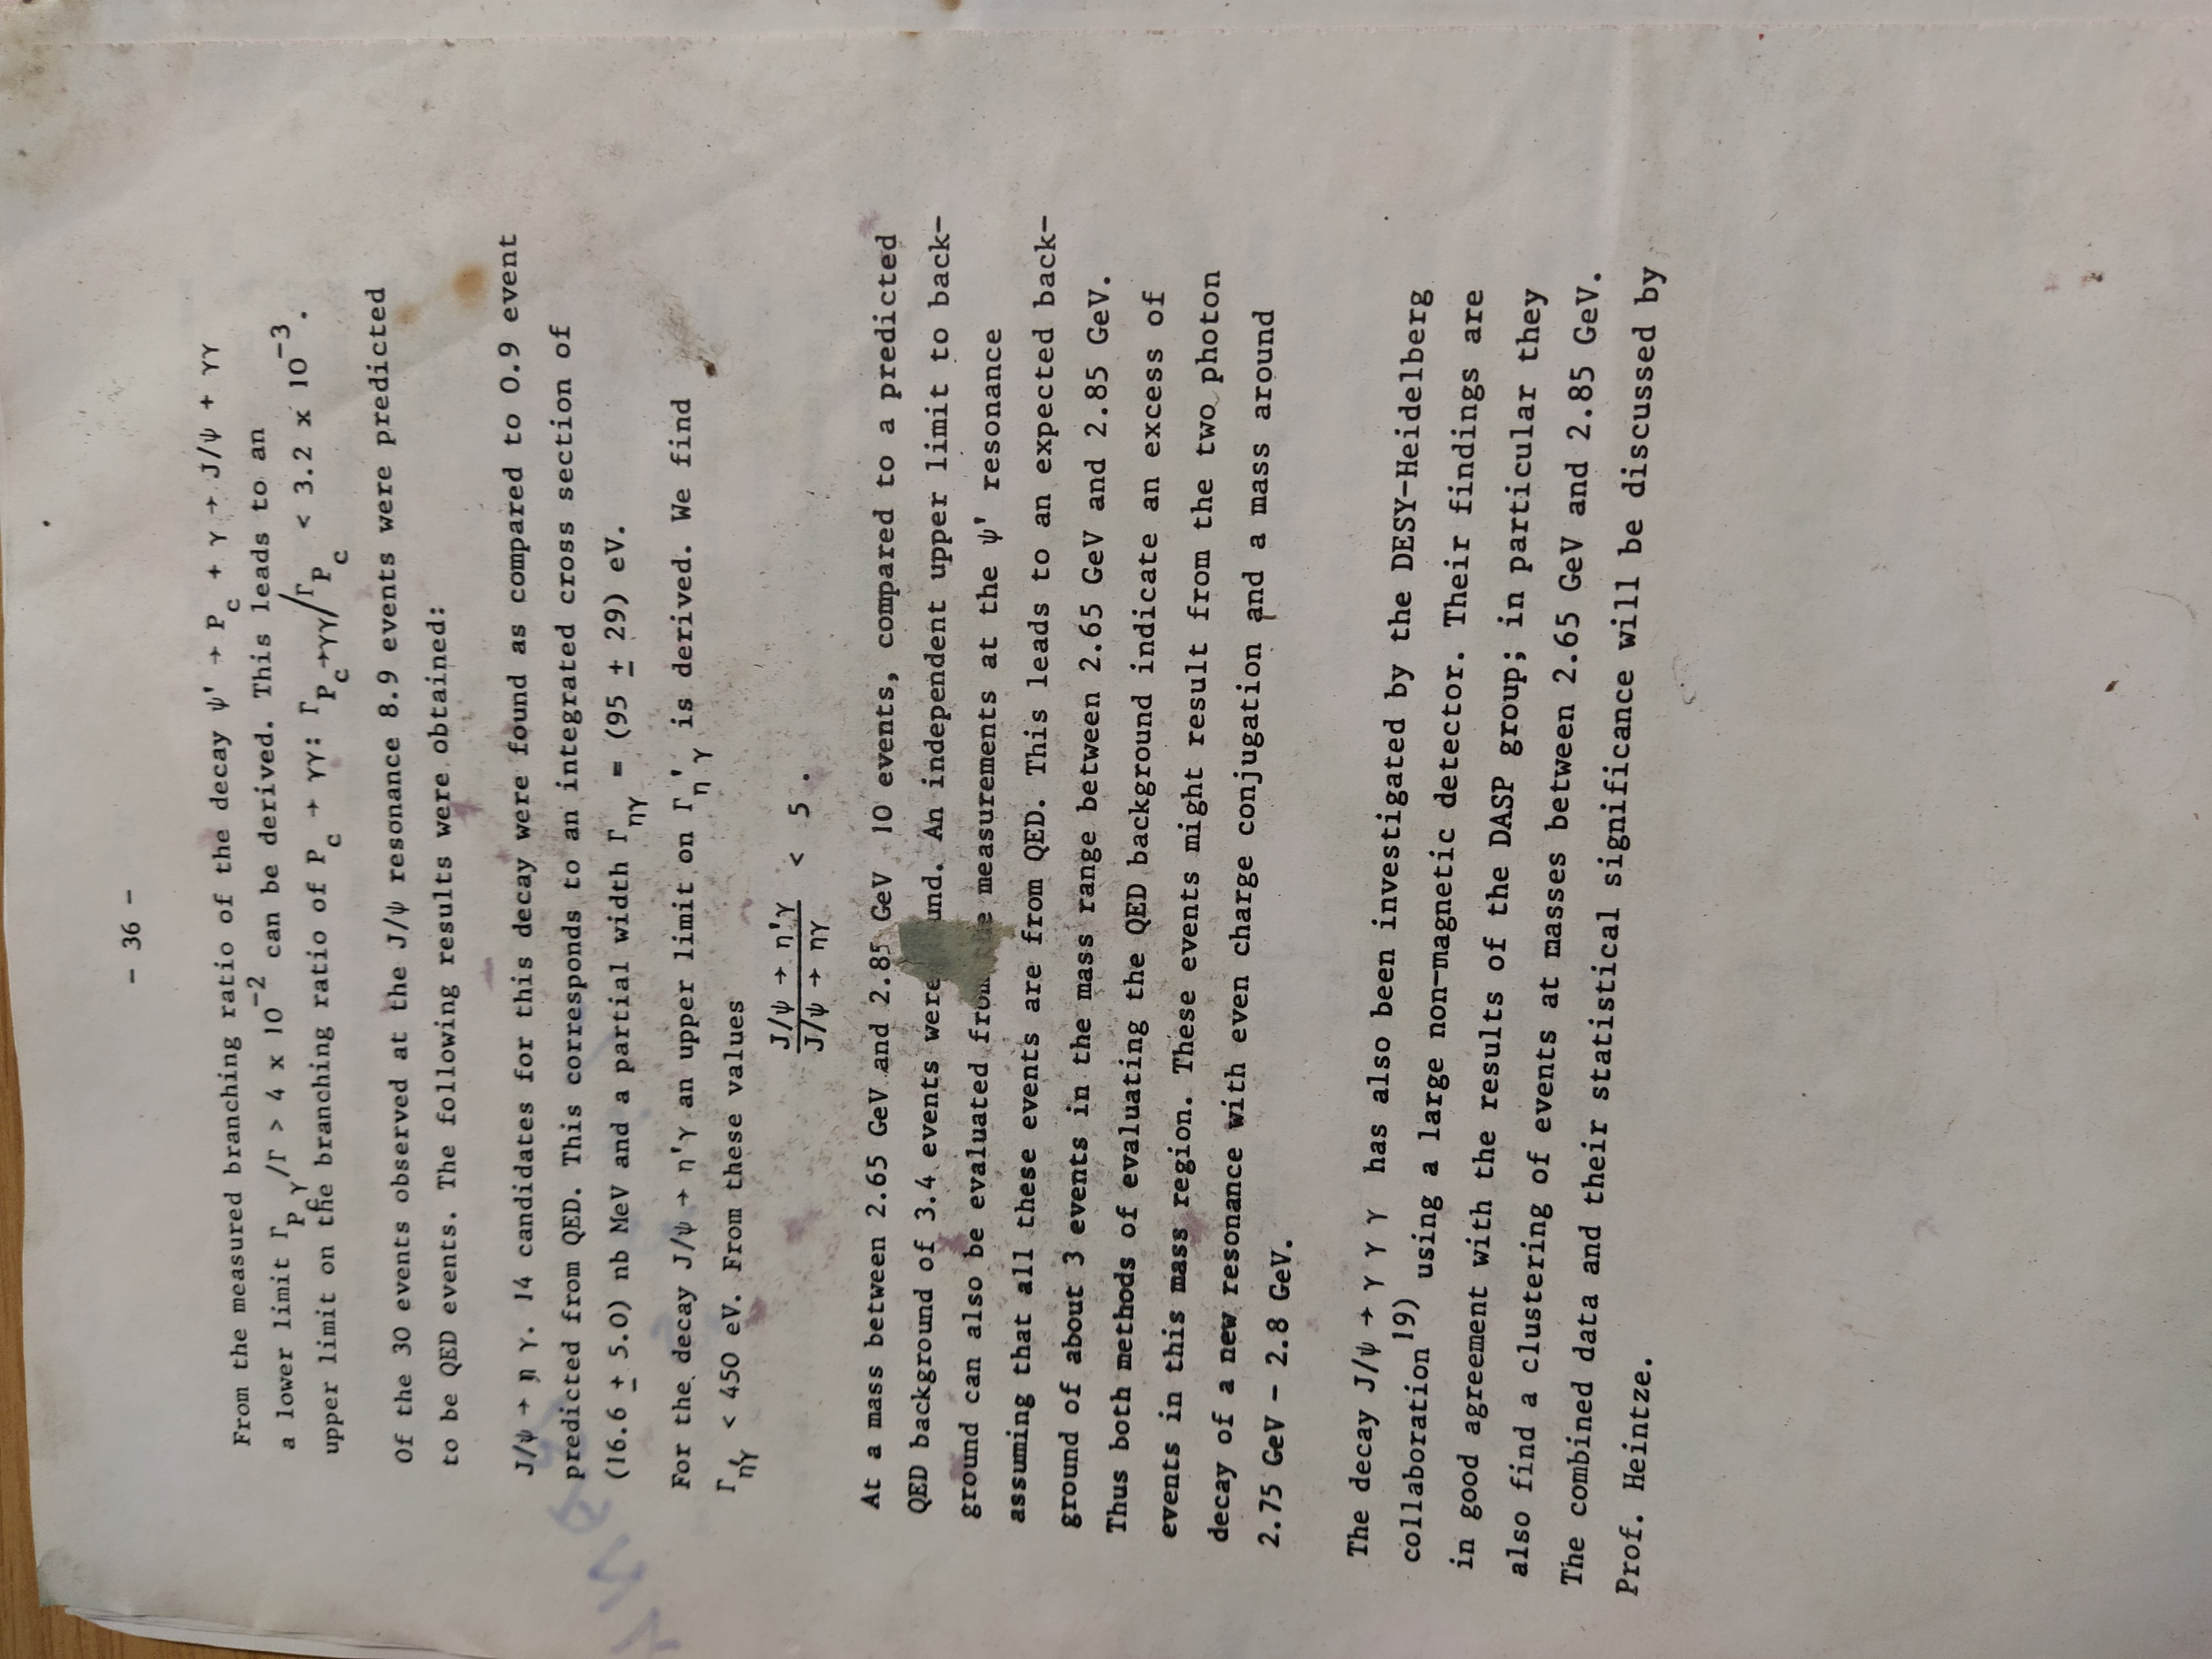 - 36 -
From the measured branching ratio of the decay ψ' → P_c + γ → J/ψ + γγ
a lower limit Γ_P_cγ/Γ > 4 x 10^-2 can be derived. This leads to an
upper limit on the branching ratio of P_c → γγ: Γ_P_c→γγ/Γ_P_c < 3.2 x 10^-3.
Of the 30 events observed at the J/ψ resonance 8.9 events were predicted
to be QED events. The following results were obtained:
J/ψ → η γ. 14 candidates for this decay were found as compared to 0.9 event
predicted from QED. This corresponds to an integrated cross section of
(16.6 ± 5.0) nb MeV and a partial width Γ_ηγ = (95 ± 29) eV.
For the decay J/ψ → η'γ an upper limit on Γ_η'γ is derived. We find
Γ_η'γ < 450 eV. From these values
J/ψ → η'γ
J/ψ → ηγ < 5 .
At a mass between 2.65 GeV and 2.85 GeV 10 events, compared to a predicted
QED background of 3.4 events were und. An independent upper limit to back-
ground can also be evaluated from measurements at the ψ' resonance
assuming that all these events are from QED. This leads to an expected back-
ground of about 3 events in the mass range between 2.65 GeV and 2.85 GeV.
Thus both methods of evaluating the QED background indicate an excess of
events in this mass region. These events might result from the two photon
decay of a new resonance with even charge conjugation and a mass around
2.75 GeV - 2.8 GeV.
The decay J/ψ → γ γ γ has also been investigated by the DESY-Heidelberg
collaboration^19) using a large non-magnetic detector. Their findings are
in good agreement with the results of the DASP group; in particular they
also find a clustering of events at masses between 2.65 GeV and 2.85 GeV.
The combined data and their statistical significance will be discussed by
Prof. Heintze.